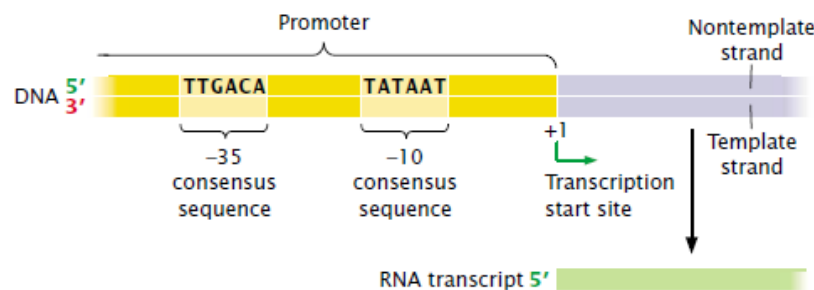 Promoter
Nontemplate
strand
DNA 5′ TTGACA TATAAT
3′
+1
Template
strand
–35
consensus
sequence
–10
consensus
sequence
Transcription
start site
RNA transcript 5′